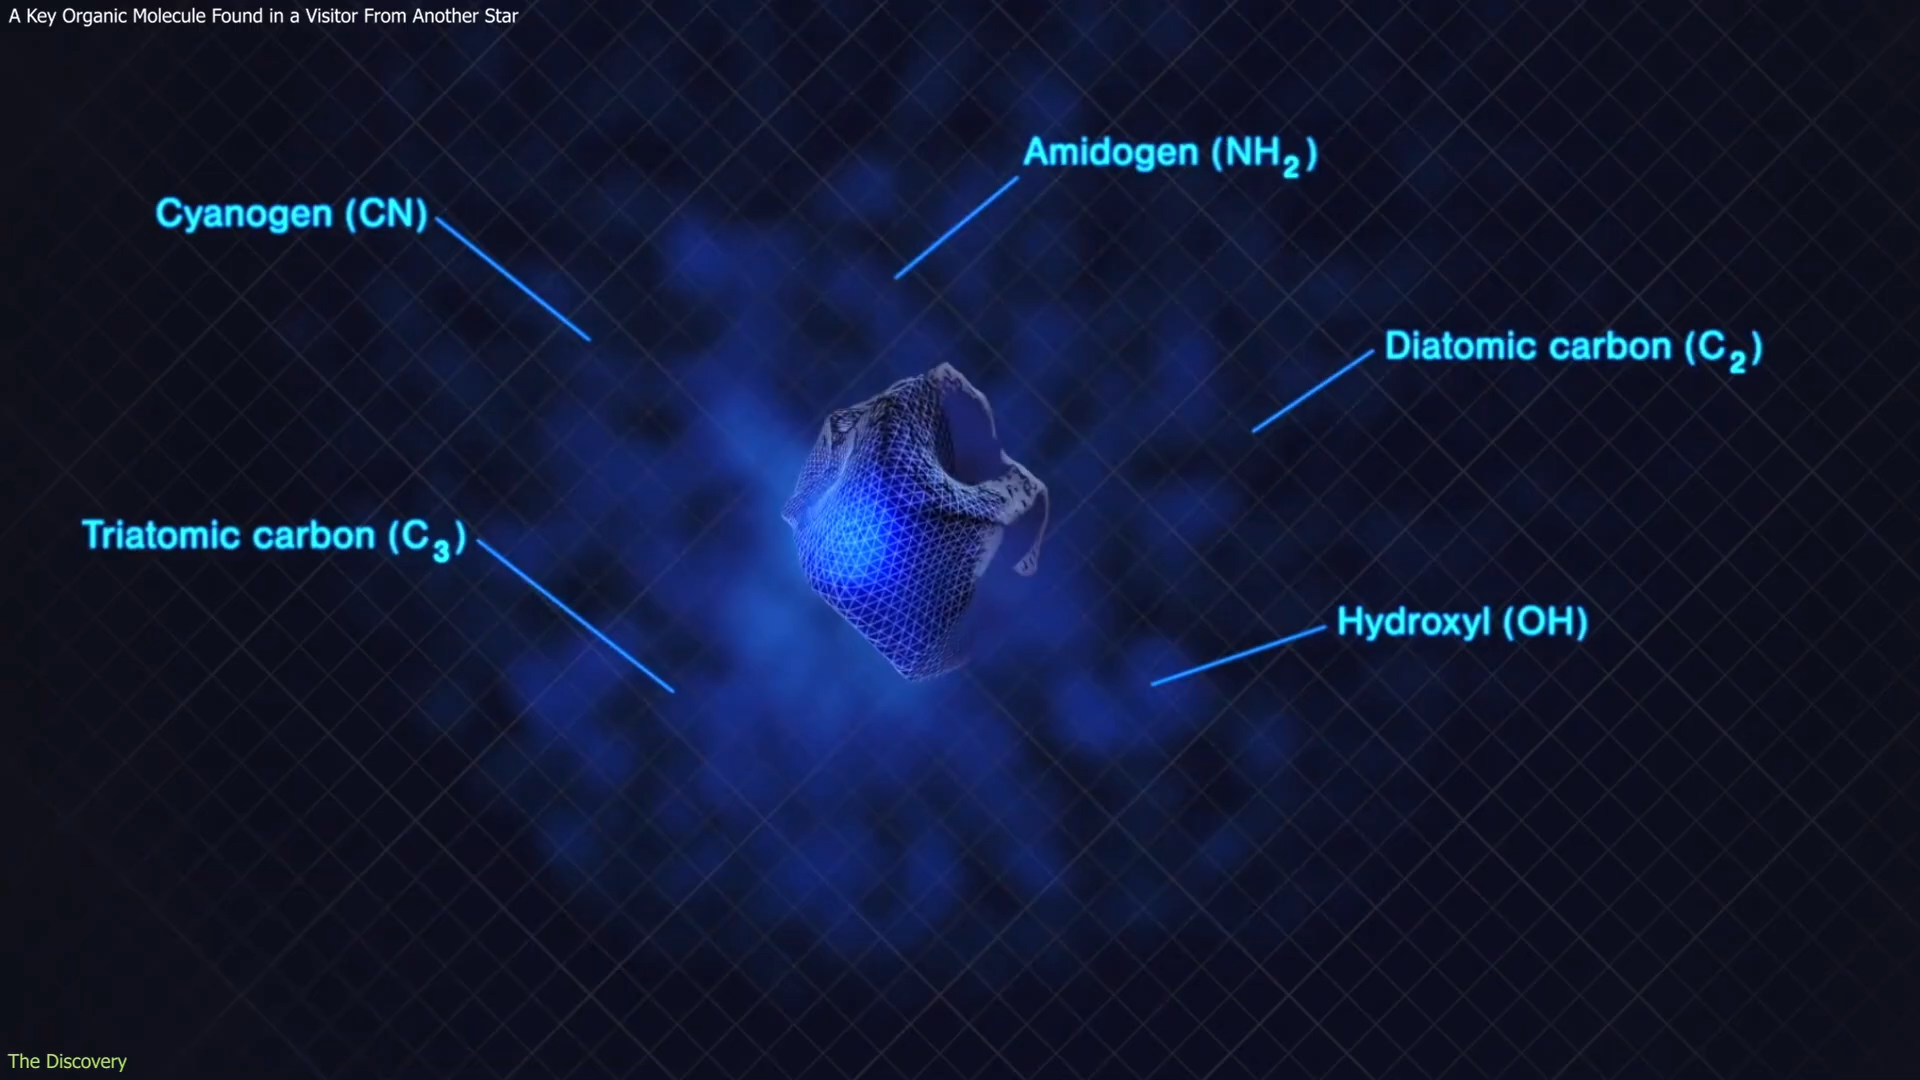 A Key Organic Molecule Found in a Visitor From Another Star
Amidogen (NH₂)
Cyanogen (CN)
Diatomic carbon (C₂)
Triatomic carbon (C₃)
Hydroxyl (OH)
The Discovery